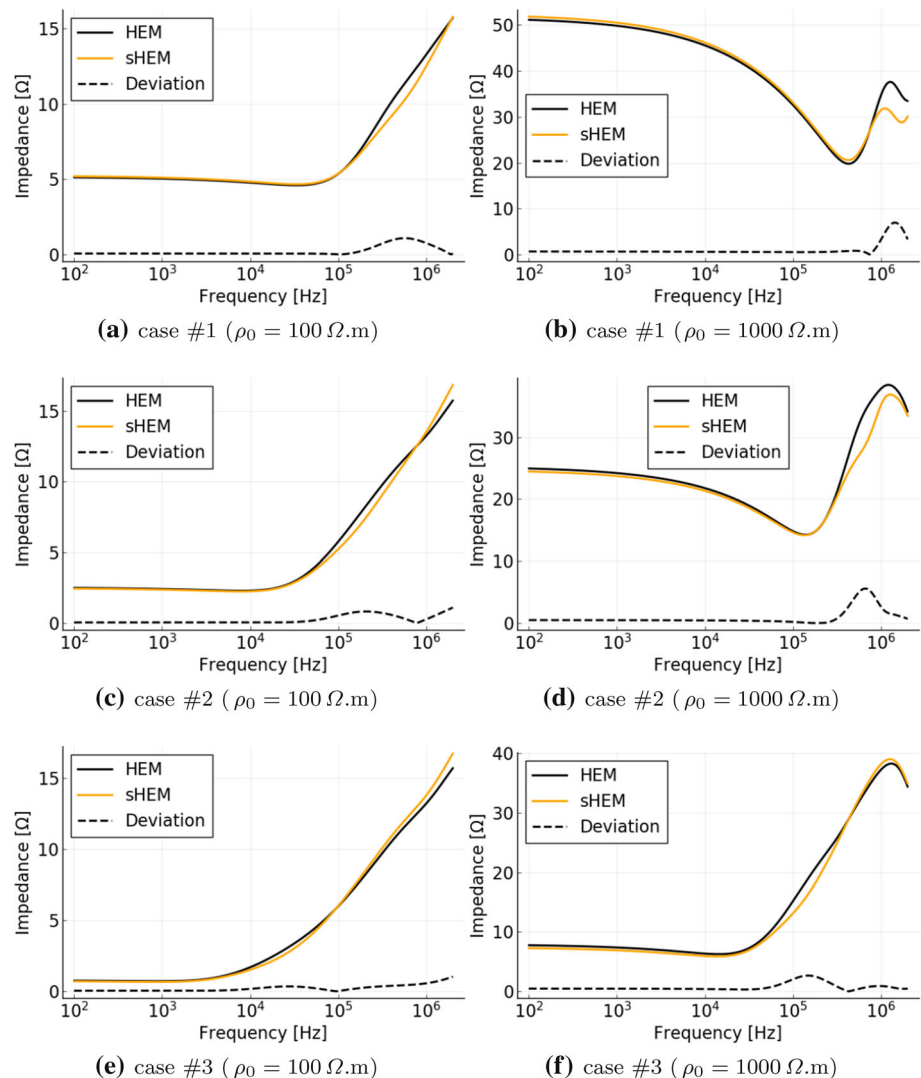 Impedance [Ω]
15
10
5
0
HEM
sHEM
Deviation
10² 10³ 10⁴ 10⁵ 10⁶
Frequency [Hz]
(a) case #1 (ρ₀ = 100 Ω.m)
Impedance [Ω]
50
40
30
20
10
0
HEM
sHEM
Deviation
10² 10³ 10⁴ 10⁵ 10⁶
Frequency [Hz]
(b) case #1 (ρ₀ = 1000 Ω.m)
Impedance [Ω]
15
10
5
0
HEM
sHEM
Deviation
10² 10³ 10⁴ 10⁵ 10⁶
Frequency [Hz]
(c) case #2 (ρ₀ = 100 Ω.m)
Impedance [Ω]
30
20
10
0
HEM
sHEM
Deviation
10² 10³ 10⁴ 10⁵ 10⁶
Frequency [Hz]
(d) case #2 (ρ₀ = 1000 Ω.m)
Impedance [Ω]
15
10
5
0
HEM
sHEM
Deviation
10² 10³ 10⁴ 10⁵ 10⁶
Frequency [Hz]
(e) case #3 (ρ₀ = 100 Ω.m)
Impedance [Ω]
40
30
20
10
0
HEM
sHEM
Deviation
10² 10³ 10⁴ 10⁵ 10⁶
Frequency [Hz]
(f) case #3 (ρ₀ = 1000 Ω.m)